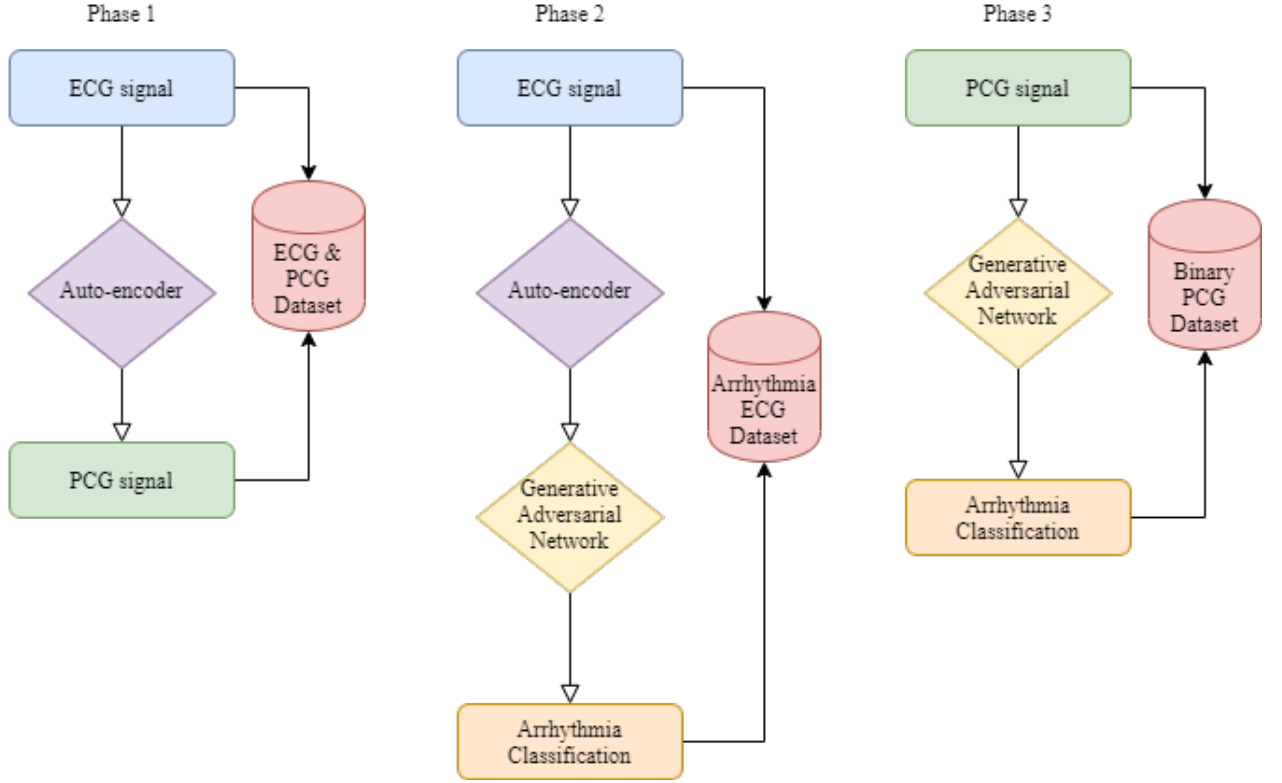 Phase 1
ECG signal
Auto-encoder
ECG &
PCG
Dataset
PCG signal
Phase 2
ECG signal
Auto-encoder
Arrhythmia
ECG
Dataset
Generative
Adversarial
Network
Arrhythmia
Classification
Phase 3
PCG signal
Generative
Adversarial
Network
Binary
PCG
Dataset
Arrhythmia
Classification